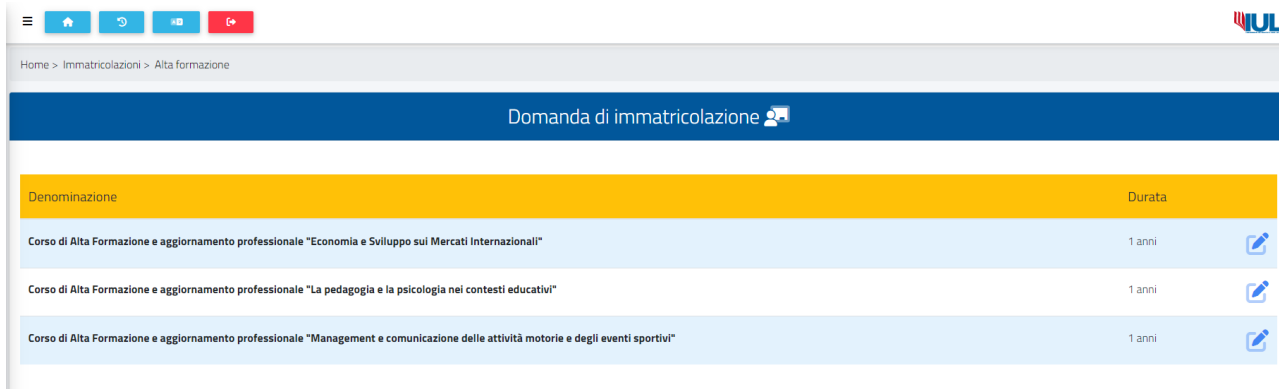 IUL
Home > Immatricolazioni > Alta formazione
Domanda di immatricolazione
Denominazione Durata
Corso di Alta Formazione e aggiornamento professionale "Economia e Sviluppo sui Mercati Internazionali" 1 anni
Corso di Alta Formazione e aggiornamento professionale "La pedagogia e la psicologia nei contesti educativi" 1 anni
Corso di Alta Formazione e aggiornamento professionale "Management e comunicazione delle attività motorie e degli eventi sportivi" 1 anni